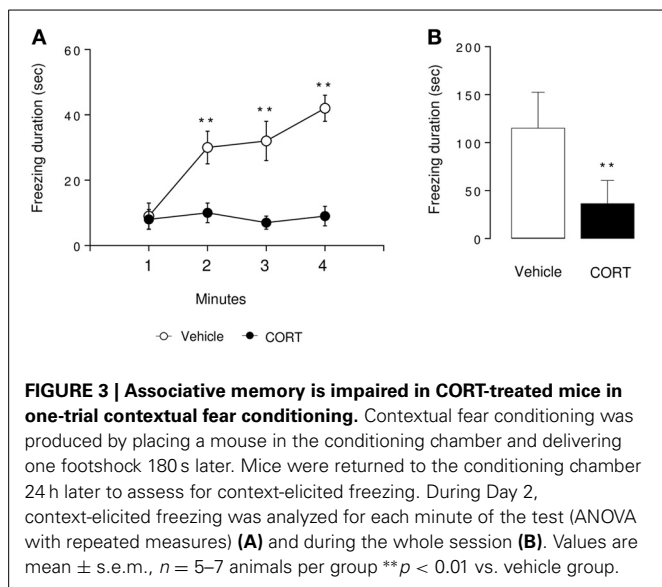 A
B
60
40
20
0
Freezing duration (sec)
** ** **
1 2 3 4
Minutes
Vehicle CORT
200
150
100
50
0
Freezing duration (sec)
**
Vehicle CORT
FIGURE 3 | Associative memory is impaired in CORT-treated mice in
one-trial contextual fear conditioning. Contextual fear conditioning was
produced by placing a mouse in the conditioning chamber and delivering
one footshock 180 s later. Mice were returned to the conditioning chamber
24 h later to assess for context-elicited freezing. During Day 2,
context-elicited freezing was analyzed for each minute of the test (ANOVA
with repeated measures) (A) and during the whole session (B). Values are
mean ± s.e.m., n = 5–7 animals per group **p < 0.01 vs. vehicle group.